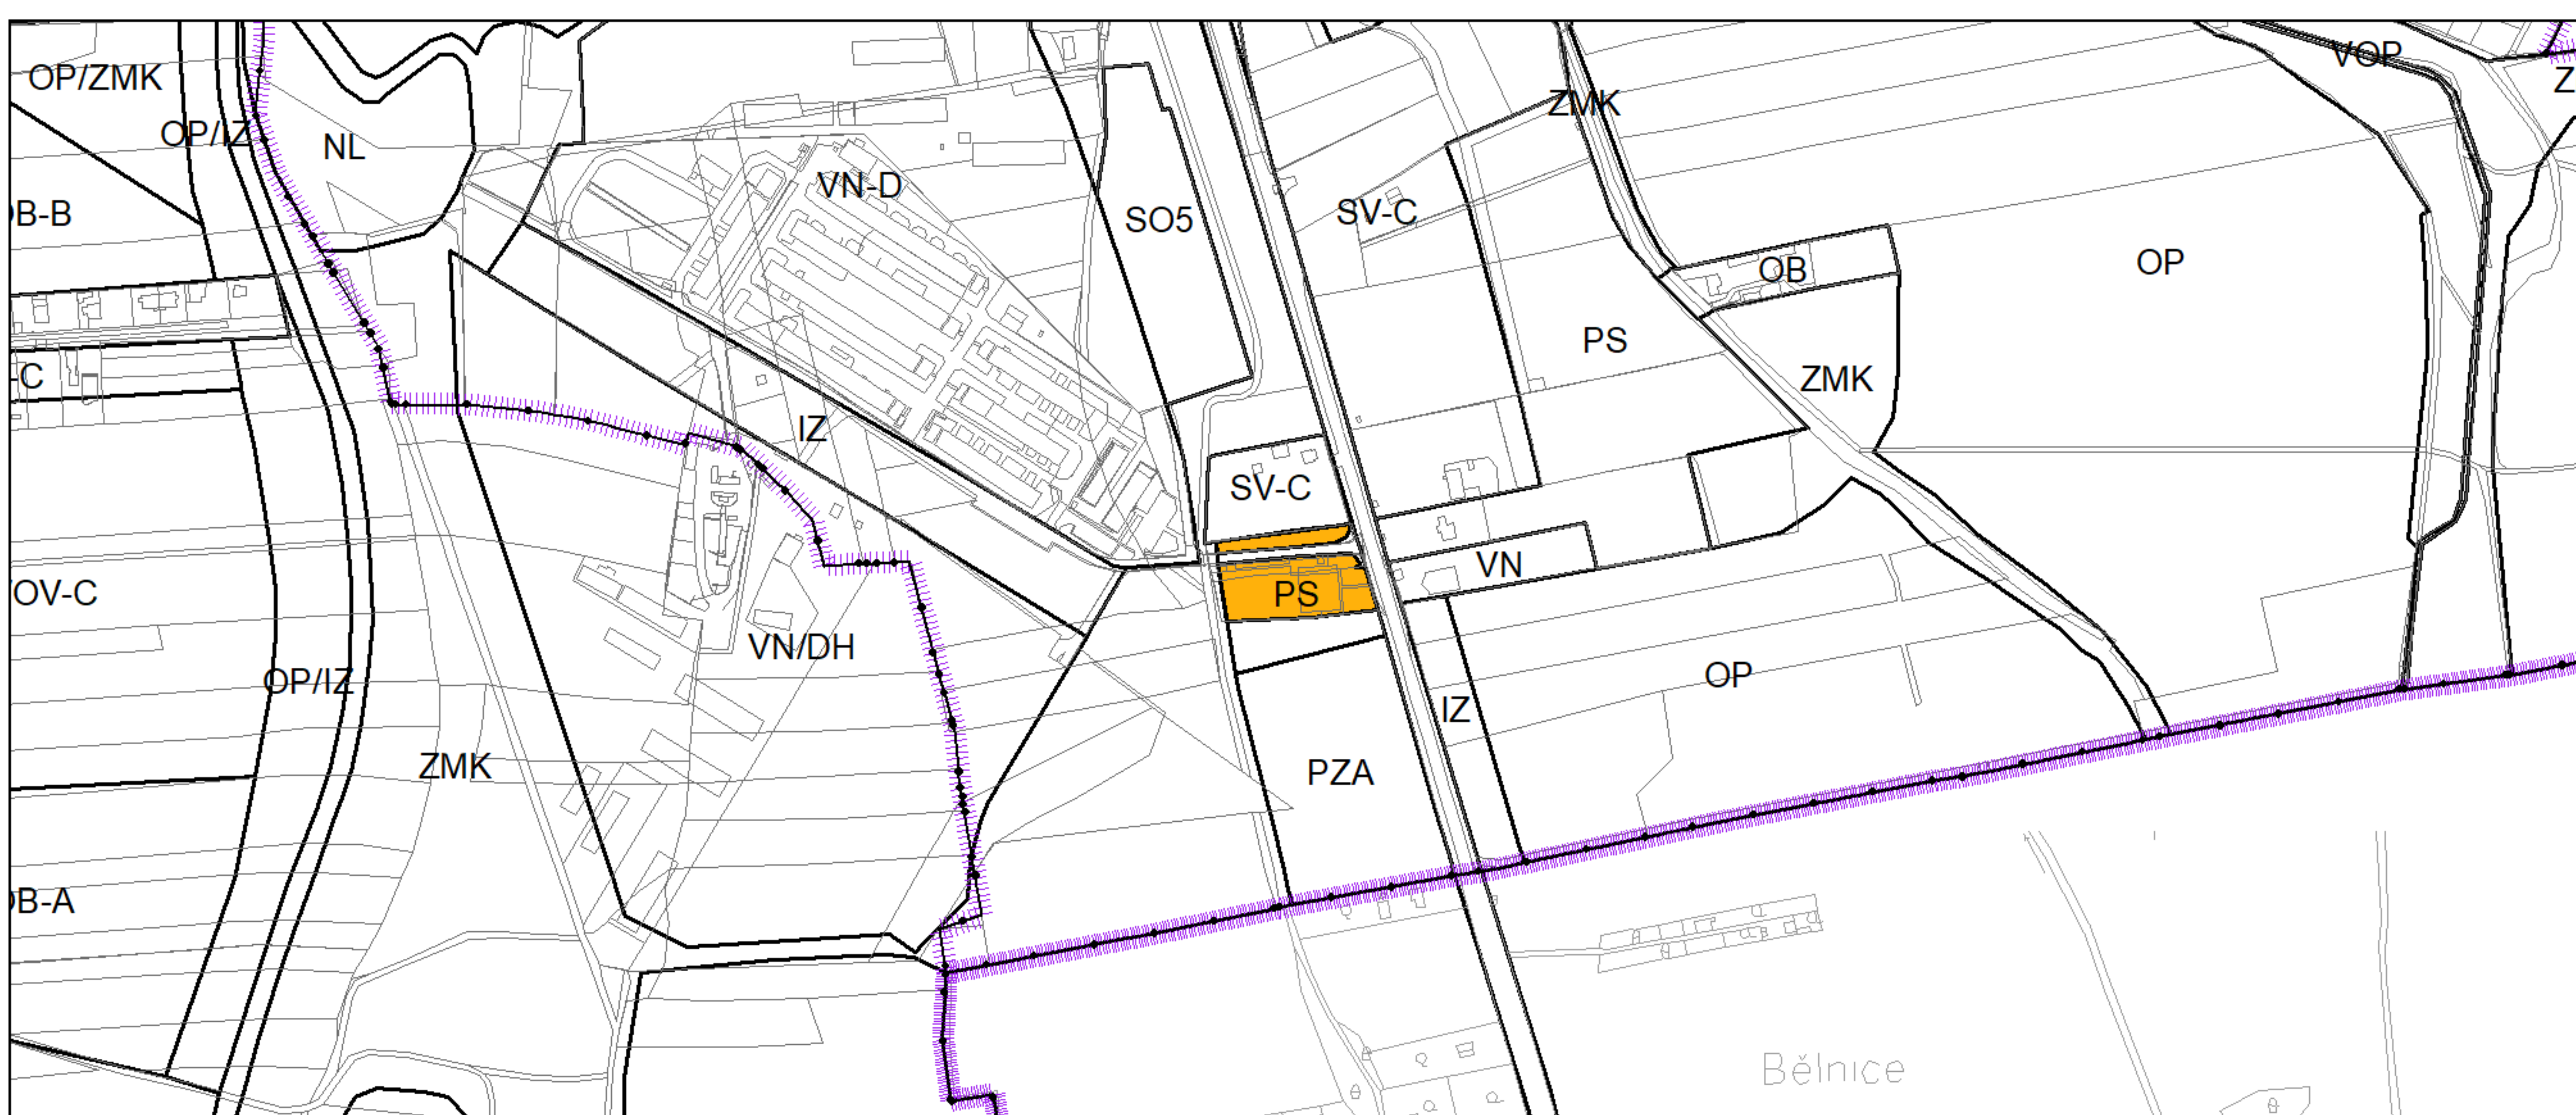 VOP
OP/ZMK
ZMK
OP/IZ
NL
VN-D
SO5
SV-C
OP
OB
PS
ZMK
IZ
SV-C
VN
PS
OV-C
VN/DH
OP
OP/IZ
IZ
ZMK
PZA
Bělnice